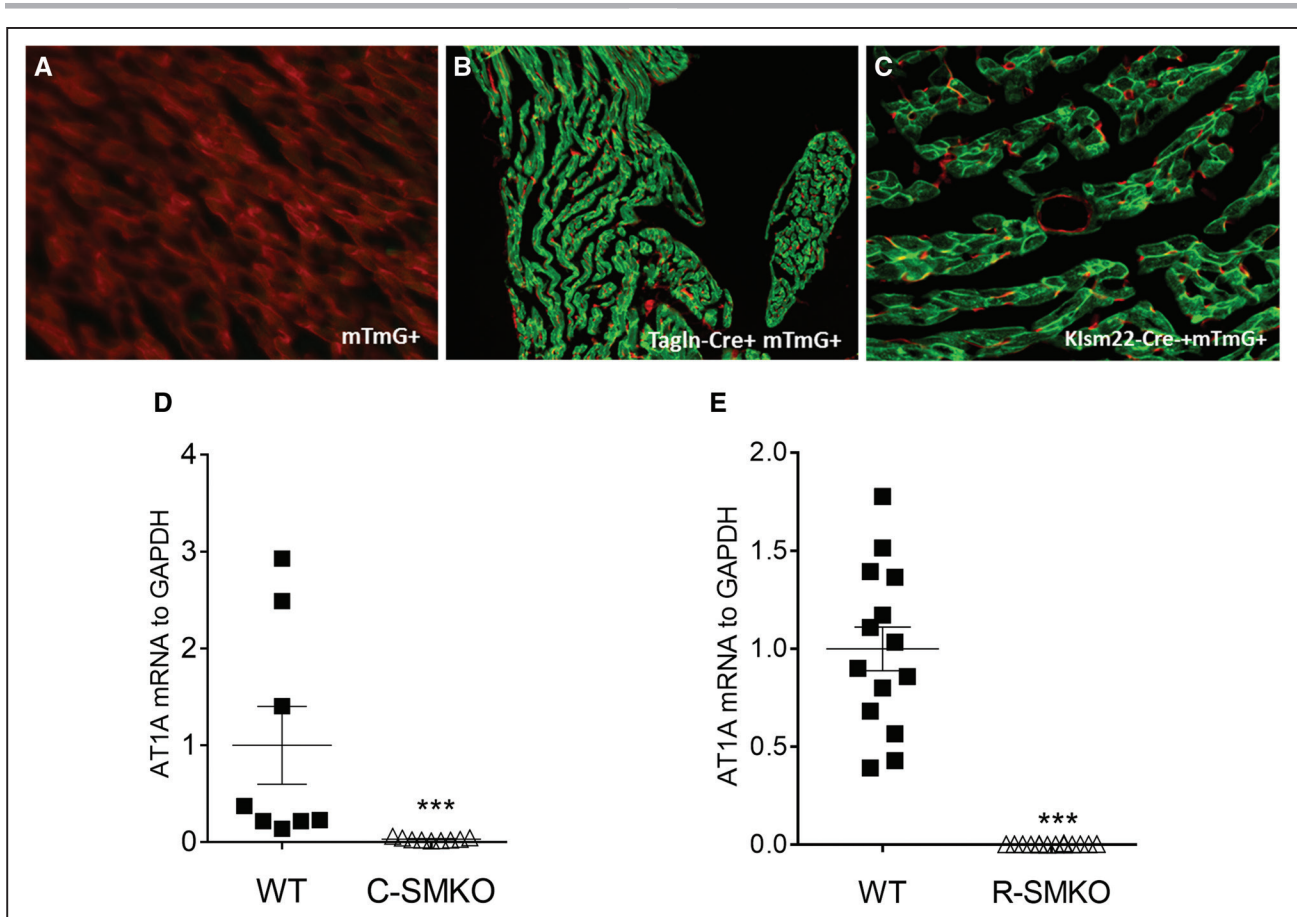 A
B
C
mTmG+
Tagln-Cre+ mTmG+
KIsm22-Cre-+mTmG+
D
E
AT1A mRNA to GAPDH
4
3
2
1
0
***
WT
C-SMKO
AT1A mRNA to GAPDH
2.0
1.5
1.0
0.5
0.0
***
WT
R-SMKO